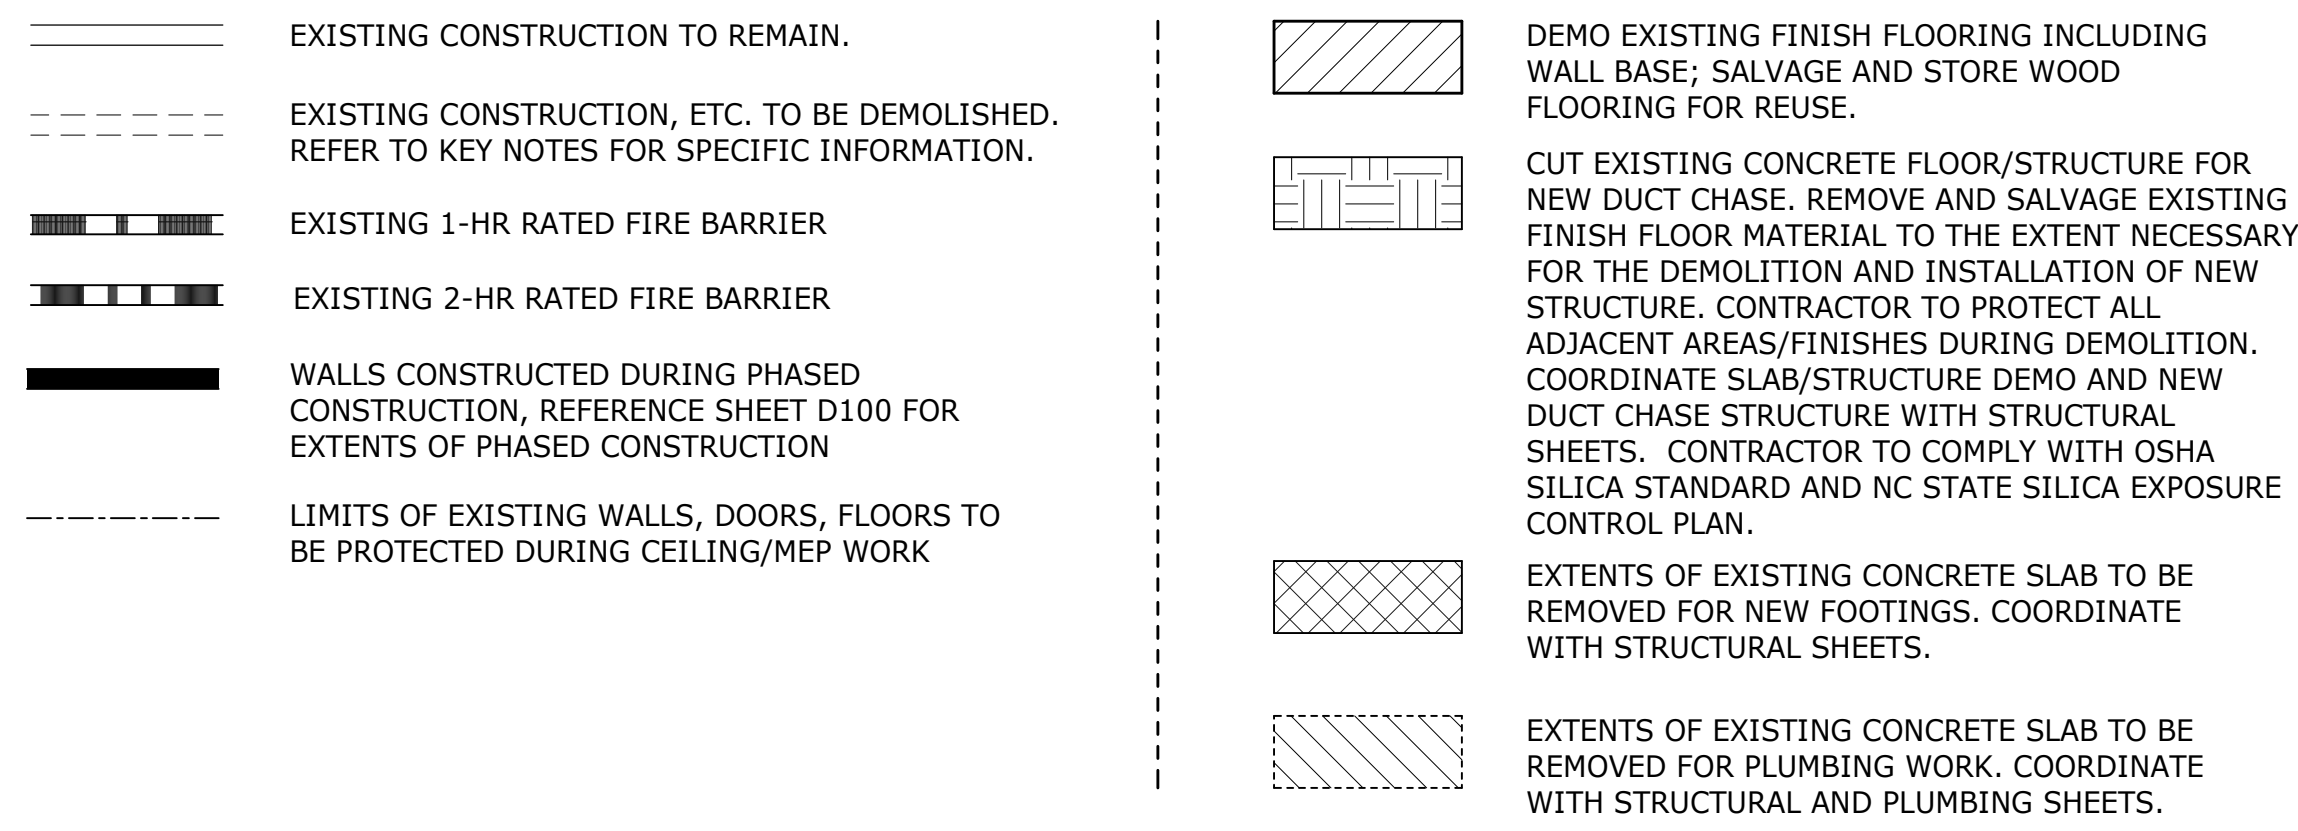 EXISTING CONSTRUCTION TO REMAIN.
EXISTING CONSTRUCTION, ETC. TO BE DEMOLISHED.
REFER TO KEY NOTES FOR SPECIFIC INFORMATION.
EXISTING 1-HR RATED FIRE BARRIER
EXISTING 2-HR RATED FIRE BARRIER
WALLS CONSTRUCTED DURING PHASED
CONSTRUCTION, REFERENCE SHEET D100 FOR
EXTENTS OF PHASED CONSTRUCTION
LIMITS OF EXISTING WALLS, DOORS, FLOORS TO
BE PROTECTED DURING CEILING/MEP WORK
DEMO EXISTING FINISH FLOORING INCLUDING
WALL BASE; SALVAGE AND STORE WOOD
FLOORING FOR REUSE.
CUT EXISTING CONCRETE FLOOR/STRUCTURE FOR
NEW DUCT CHASE. REMOVE AND SALVAGE EXISTING
FINISH FLOOR MATERIAL TO THE EXTENT NECESSARY
FOR THE DEMOLITION AND INSTALLATION OF NEW
STRUCTURE. CONTRACTOR TO PROTECT ALL
ADJACENT AREAS/FINISHES DURING DEMOLITION.
COORDINATE SLAB/STRUCTURE DEMO AND NEW
DUCT CHASE STRUCTURE WITH STRUCTURAL
SHEETS.  CONTRACTOR TO COMPLY WITH OSHA
SILICA STANDARD AND NC STATE SILICA EXPOSURE
CONTROL PLAN.
EXTENTS OF EXISTING CONCRETE SLAB TO BE
REMOVED FOR NEW FOOTINGS. COORDINATE
WITH STRUCTURAL SHEETS.
EXTENTS OF EXISTING CONCRETE SLAB TO BE
REMOVED FOR PLUMBING WORK. COORDINATE
WITH STRUCTURAL AND PLUMBING SHEETS.